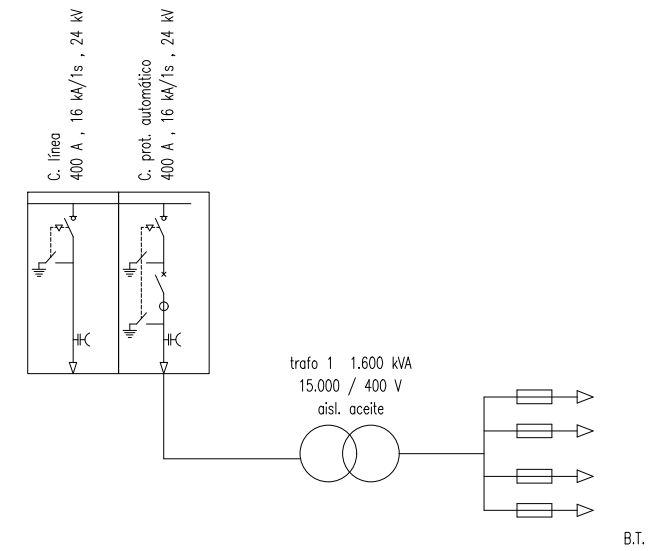 C. línea
400 A , 16 kA/1s , 24 kV
C. prot. automático
400 A , 16 kA/1s , 24 kV
trafo 1 1.600 kVA
15.000 / 400 V
aisl. aceite
B.T.